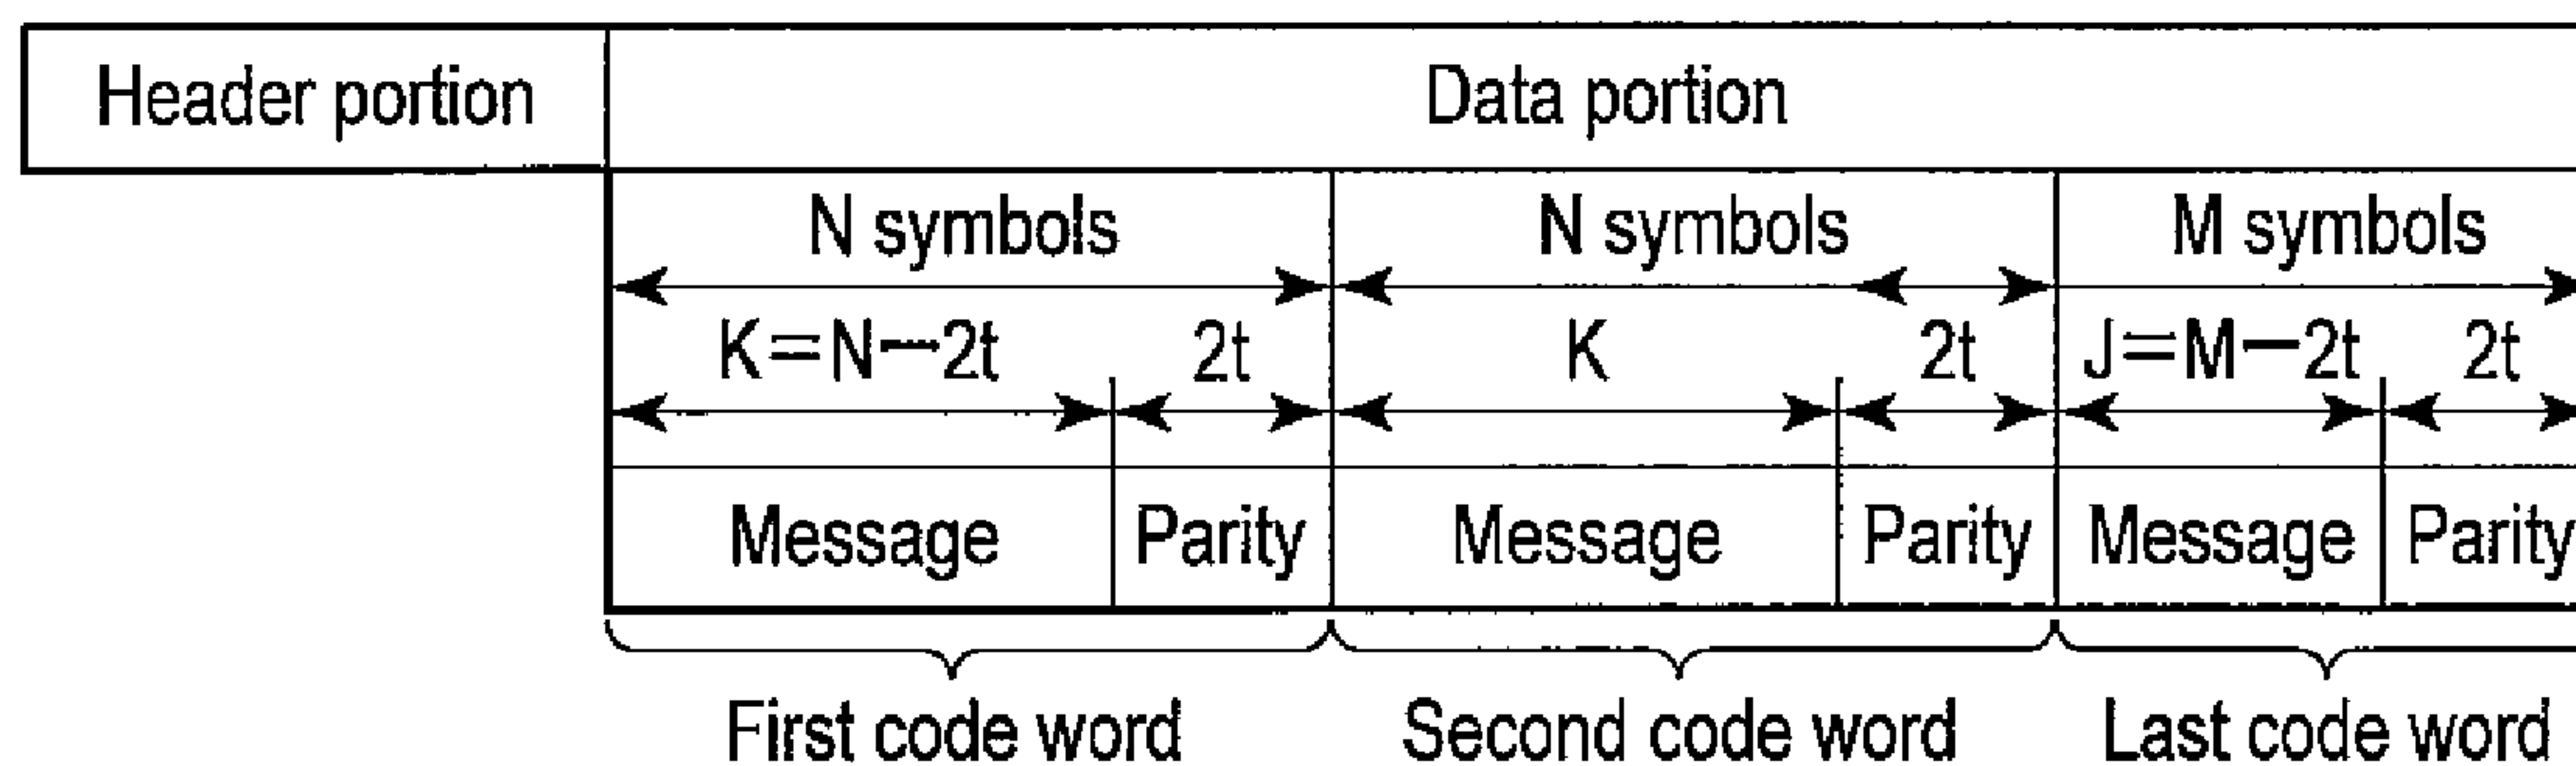 Header portion Data portion
N symbols N symbols M symbols
K=N−2t 2t K 2t J=M−2t 2t
Message Parity Message Parity Message Parity
First code word Second code word Last code word